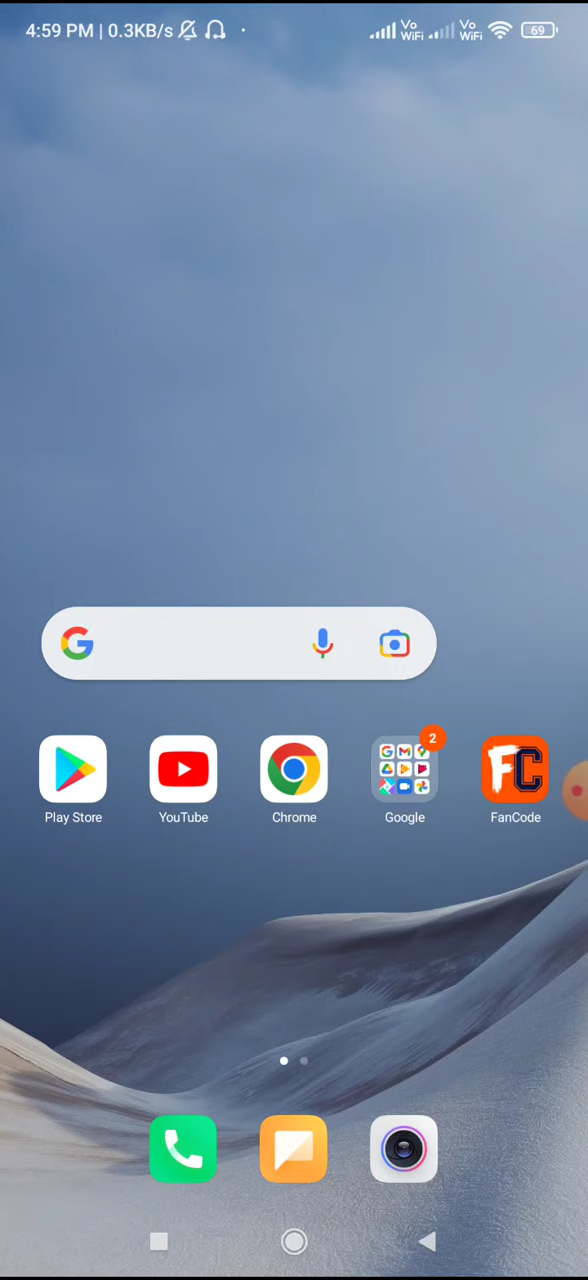 4:59 PM | 0.3KB/s
Vo WiFi
Vo WiFi
69
2
Play Store
YouTube
Chrome
Google
FanCode
FC